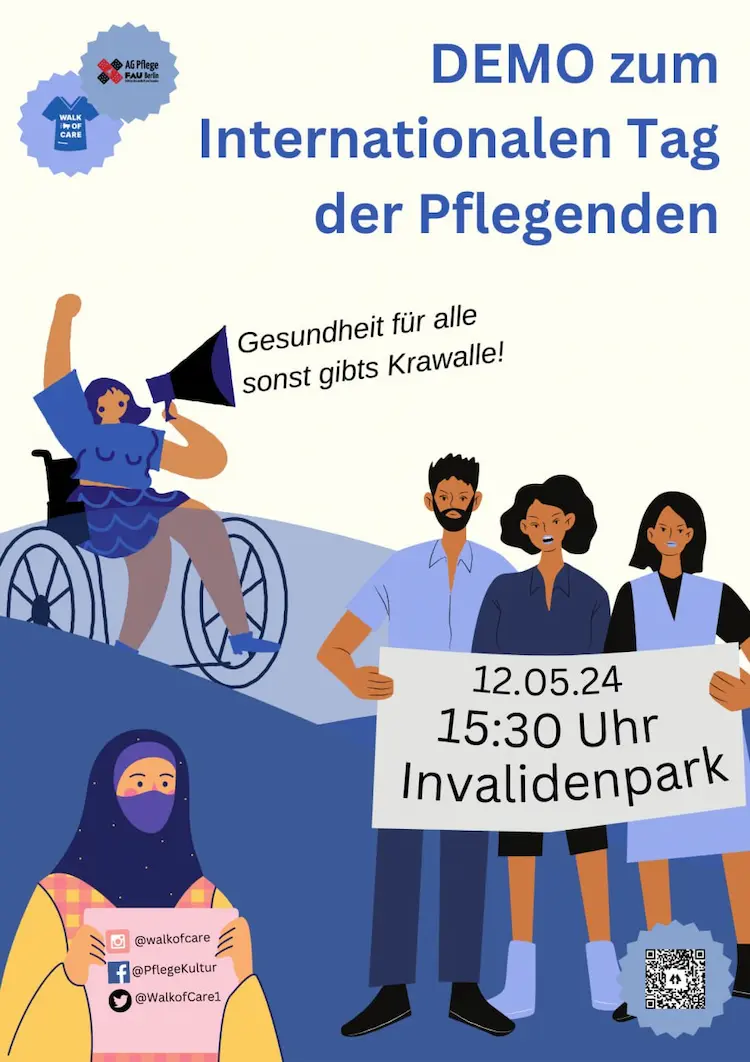 AG Pflege
FAU Berlin
WALK
OF
CARE
DEMO zum
Internationalen Tag
der Pflegenden
Gesundheit für alle
sonst gibts Krawalle!
12.05.24
15:30 Uhr
Invalidenpark
@walkofcare
@PflegeKultur
@WalkofCare1